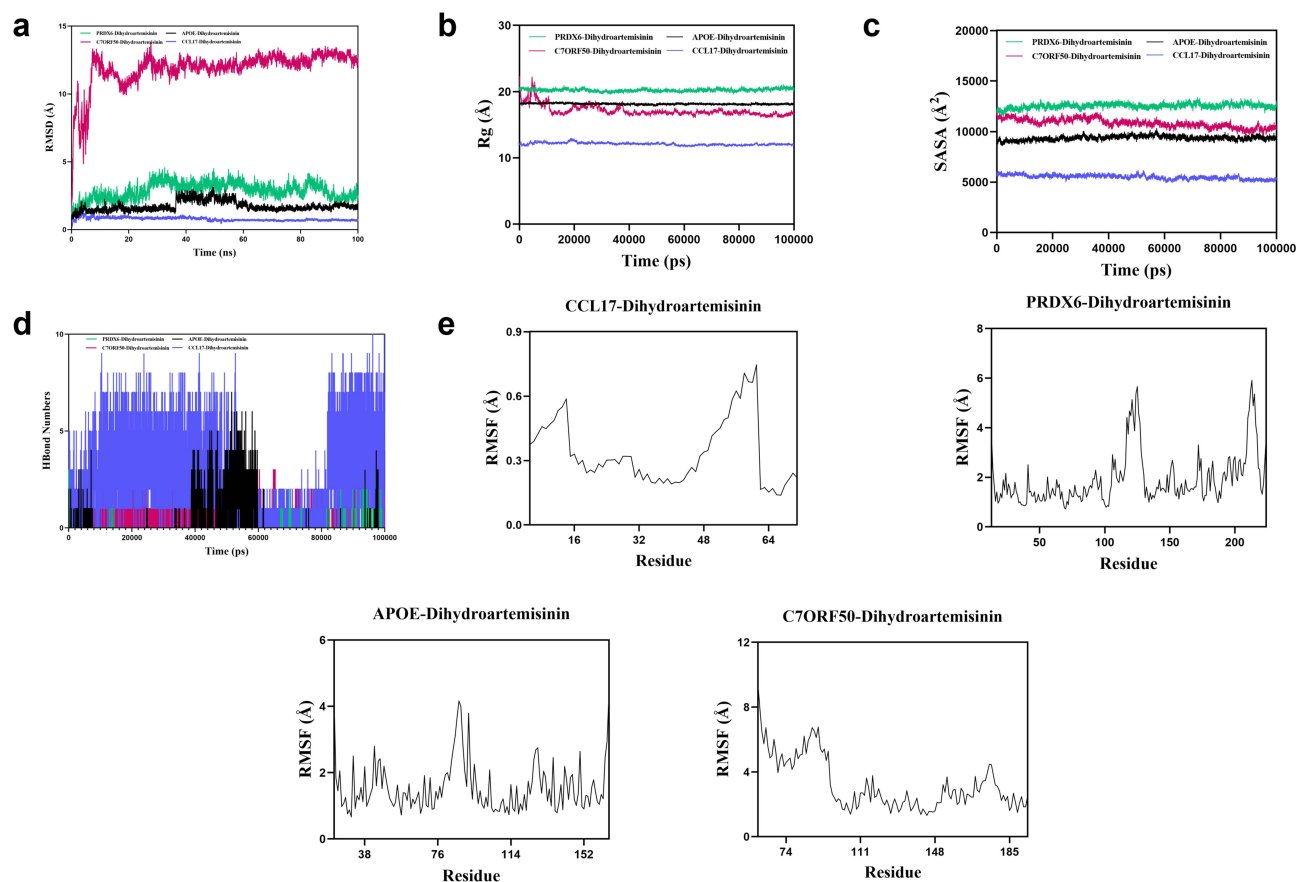 a
15
10
5
0
RMSD (Å)
PRDX6-Dihydroartemisinin
APOE-Dihydroartemisinin
C7ORF50-Dihydroartemisinin
CCL17-Dihydroartemisinin
0 20 40 60 80 100
Time (ns)
b
30
20
10
0
Rg (Å)
PRDX6-Dihydroartemisinin
APOE-Dihydroartemisinin
C7ORF50-Dihydroartemisinin
CCL17-Dihydroartemisinin
0 20000 40000 60000 80000 100000
Time (ps)
c
20000
15000
10000
5000
0
SASA (Å²)
PRDX6-Dihydroartemisinin
APOE-Dihydroartemisinin
C7ORF50-Dihydroartemisinin
CCL17-Dihydroartemisinin
0 20000 40000 60000 80000 100000
Time (ps)
d
10
5
0
HBond Numbers
PRDX6-Dihydroartemisinin
APOE-Dihydroartemisinin
C7ORF50-Dihydroartemisinin
CCL17-Dihydroartemisinin
0 20000 40000 60000 80000 100000
Time (ps)
e
CCL17-Dihydroartemisinin
0.9
0.6
0.3
0.0
RMSF (Å)
16 32 48 64
Residue
PRDX6-Dihydroartemisinin
8
6
4
2
0
RMSF (Å)
50 100 150 200
Residue
APOE-Dihydroartemisinin
6
4
2
0
RMSF (Å)
38 76 114 152
Residue
C7ORF50-Dihydroartemisinin
12
8
4
0
RMSF (Å)
74 111 148 185
Residue